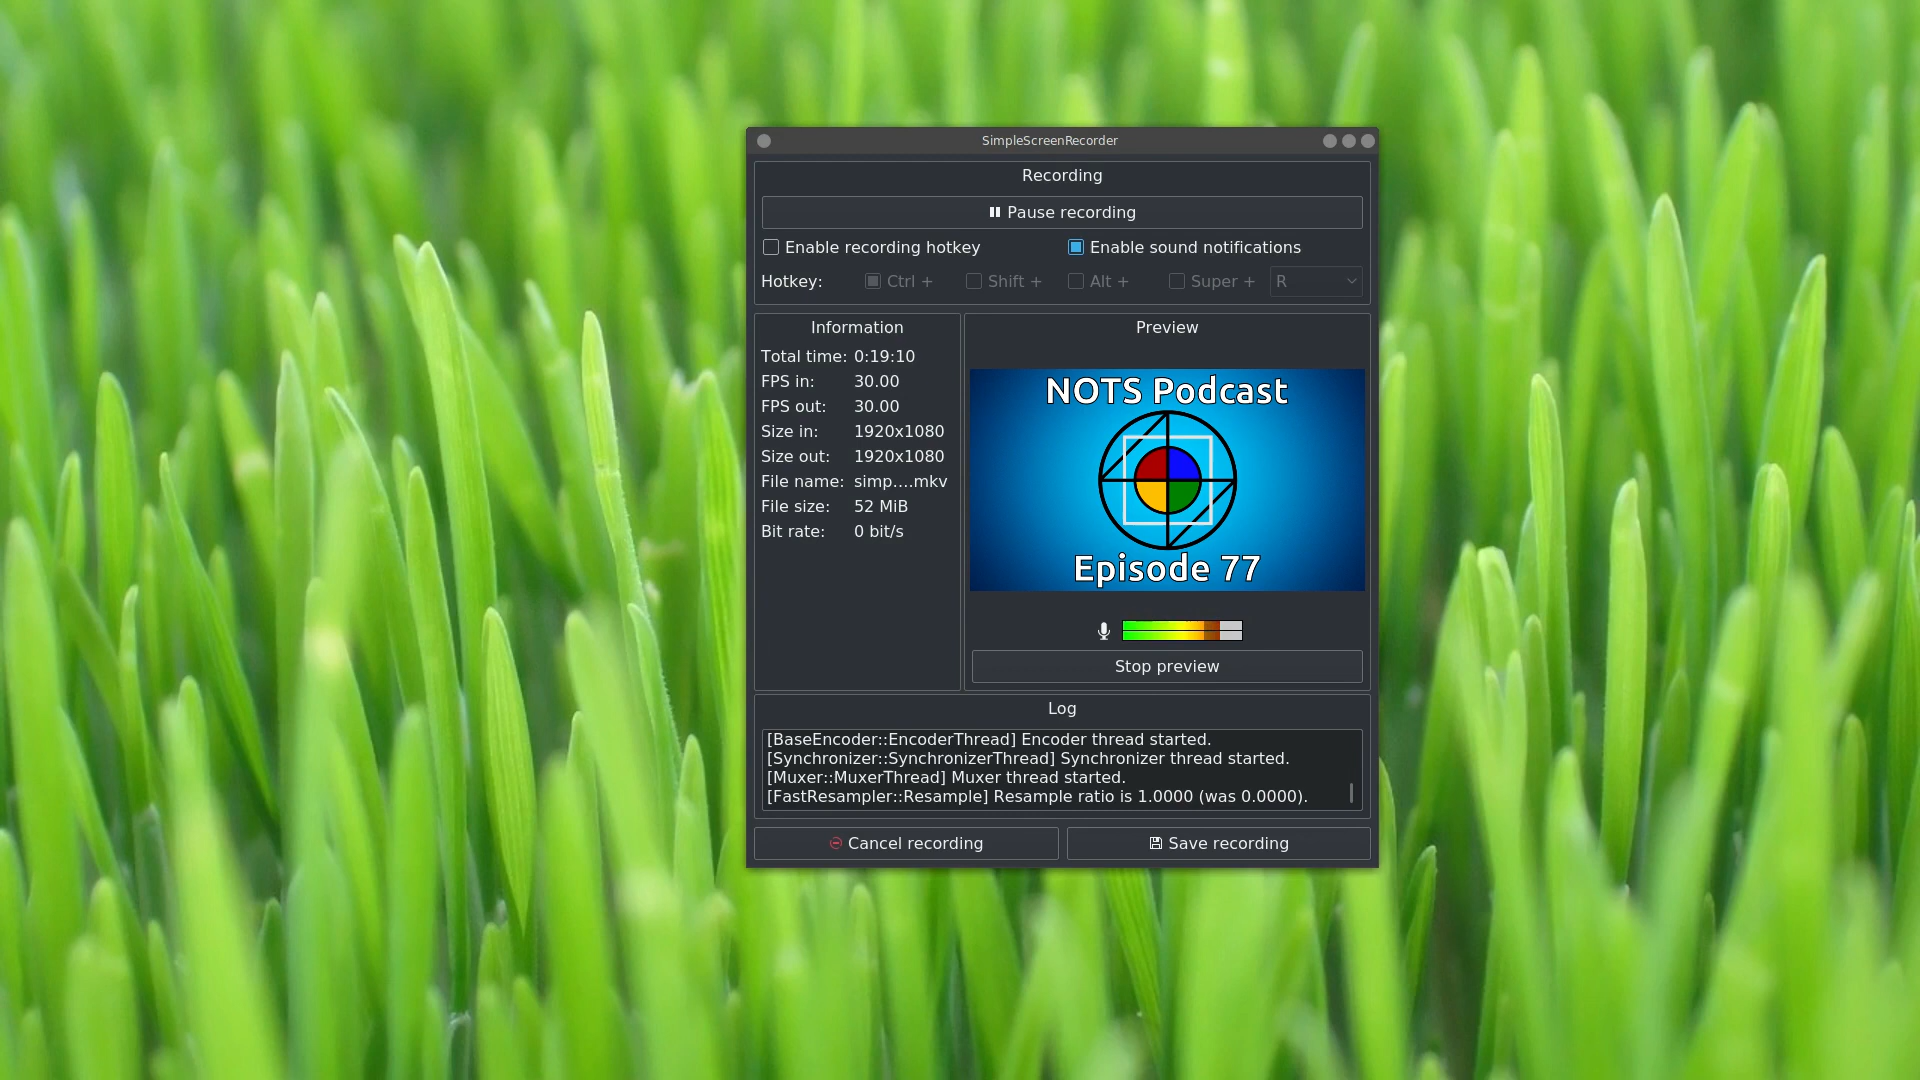 SimpleScreenRecorder
Recording
Pause recording
Enable recording hotkey
Enable sound notifications
Hotkey: Ctrl + Shift + Alt + Super + R
Information
Total time: 0:19:10
FPS in: 30.00
FPS out: 30.00
Size in: 1920x1080
Size out: 1920x1080
File name: simp....mkv
File size: 52 MiB
Bit rate: 0 bit/s
Preview
NOTS Podcast
Episode 77
Stop preview
Log
[BaseEncoder::EncoderThread] Encoder thread started.
[Synchronizer::SynchronizerThread] Synchronizer thread started.
[Muxer::MuxerThread] Muxer thread started.
[FastResampler::Resample] Resample ratio is 1.0000 (was 0.0000).
Cancel recording
Save recording